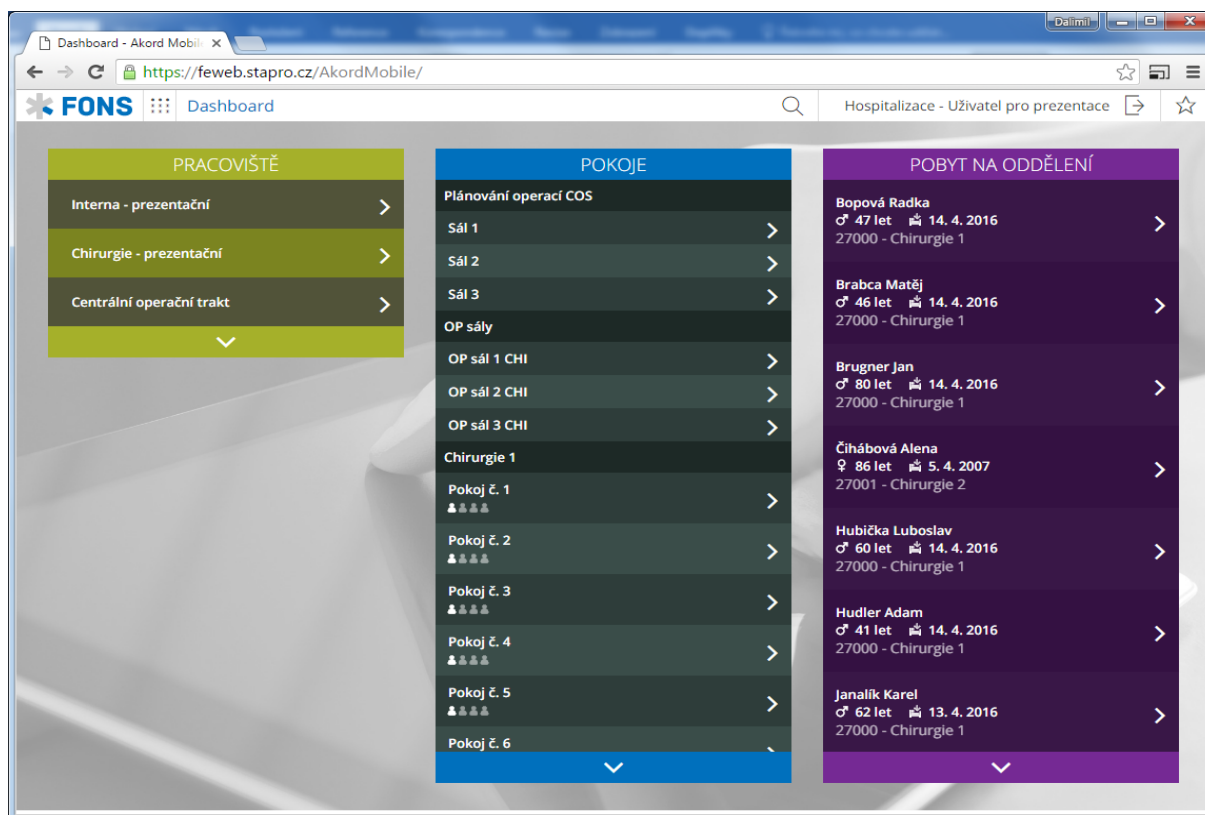 Dalimil
Dashboard - Akord Mobil
https://feweb.stapro.cz/AkordMobile/
FONS Dashboard
Hospitalizace - Uživatel pro prezentace
PRACOVIŠTĚ
Interna - prezentační
Chirurgie - prezentační
Centrální operační trakt
POKOJE
Plánování operací COS
Sál 1
Sál 2
Sál 3
OP sály
OP sál 1 CHI
OP sál 2 CHI
OP sál 3 CHI
Chirurgie 1
Pokoj č. 1
Pokoj č. 2
Pokoj č. 3
Pokoj č. 4
Pokoj č. 5
Pokoj č. 6
POBYT NA ODDĚLENÍ
Bopová Radka
♂ 47 let 14. 4. 2016
27000 - Chirurgie 1
Brabca Matěj
♂ 46 let 14. 4. 2016
27000 - Chirurgie 1
Brugner Jan
♂ 80 let 14. 4. 2016
27000 - Chirurgie 1
Čihábová Alena
♀ 86 let 5. 4. 2007
27001 - Chirurgie 2
Hubička Luboslav
♂ 60 let 14. 4. 2016
27000 - Chirurgie 1
Hudler Adam
♂ 41 let 14. 4. 2016
27000 - Chirurgie 1
Janalík Karel
♂ 62 let 13. 4. 2016
27000 - Chirurgie 1